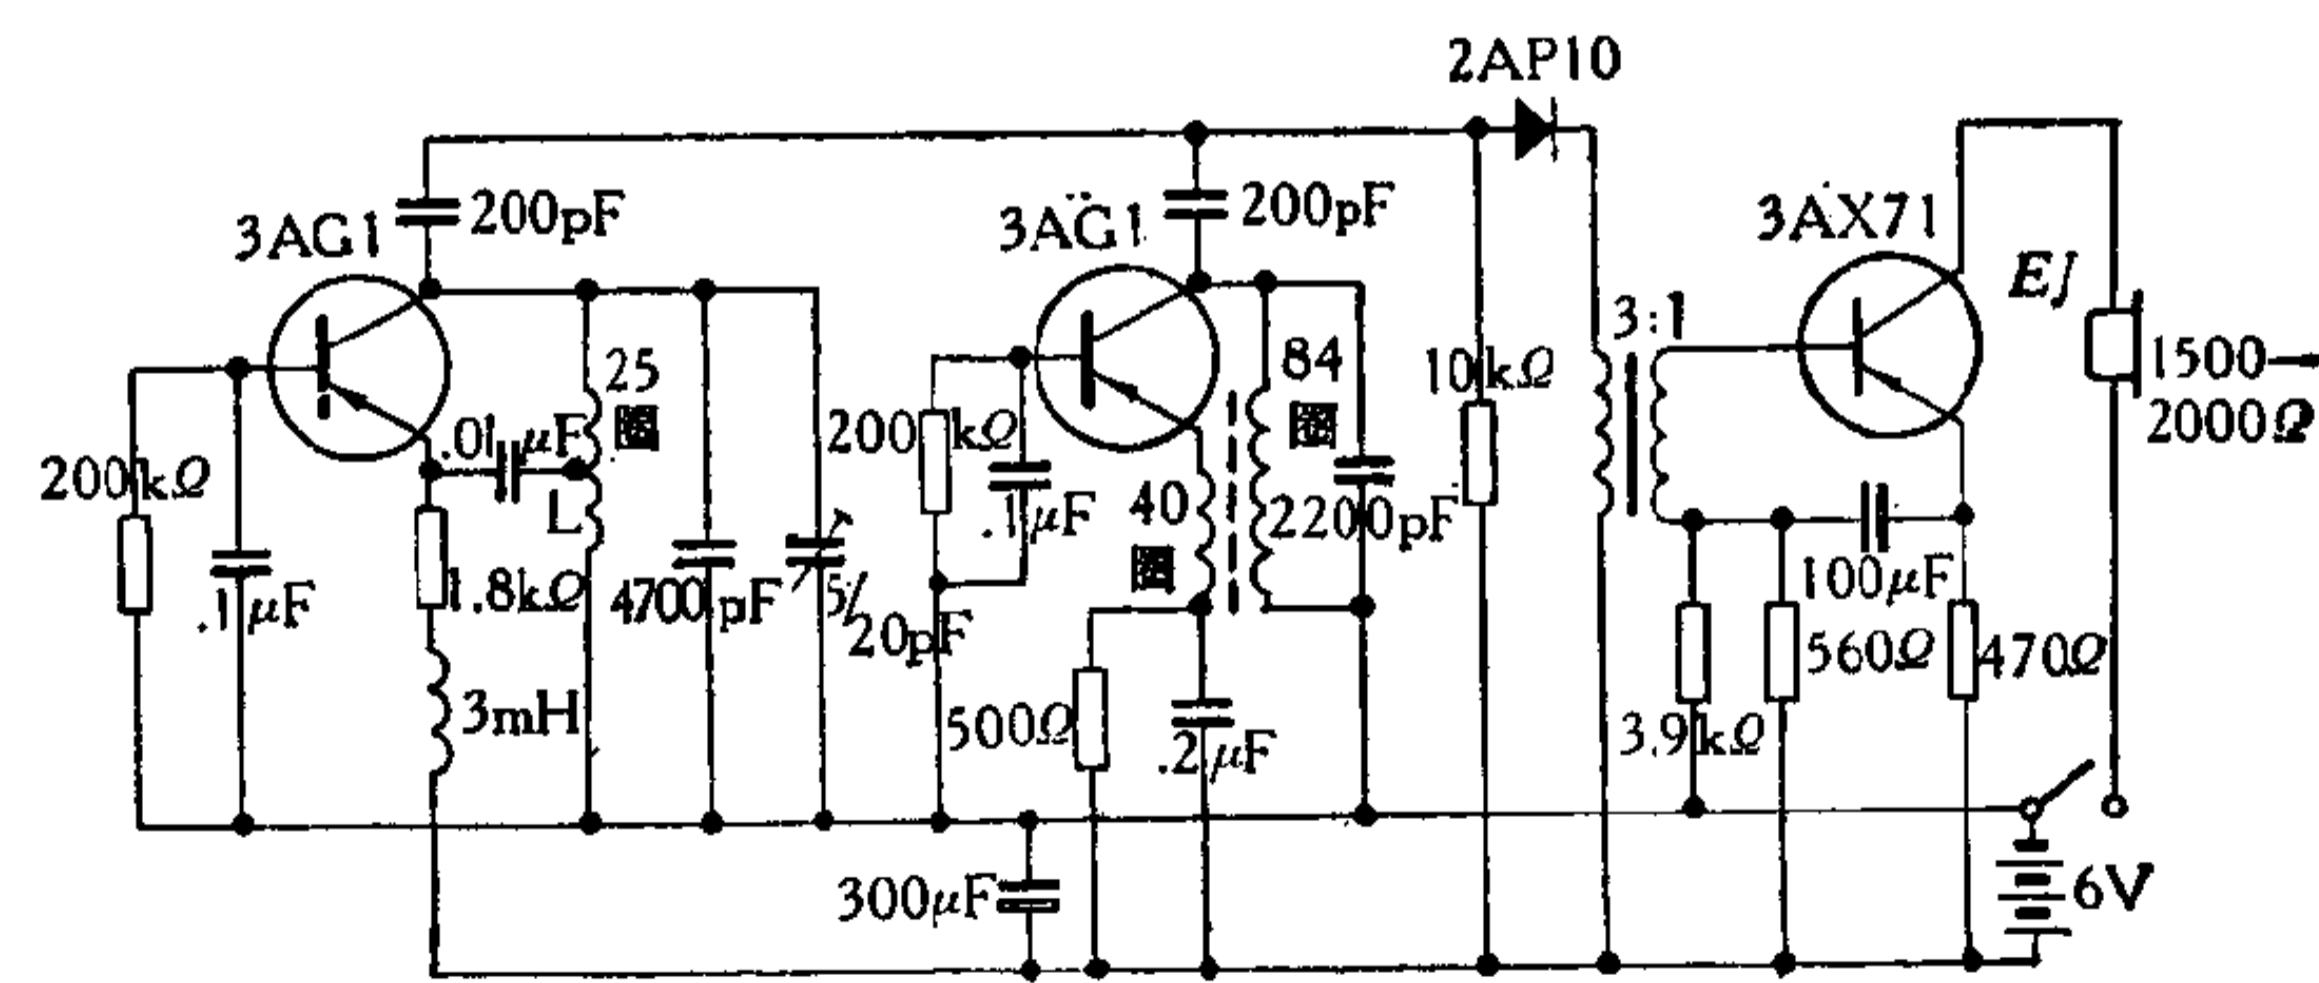 2AP10
3AG1
200pF
3AG1
200pF
3AX71
EJ
3:1
25
圈
84
圈
10kΩ
1500—
2000Ω
.01μF
200kΩ
200kΩ
L
.1μF
40
圈
2200pF
100μF
.1μF
1.8kΩ
4700pF
5/
20pF
560Ω
470Ω
3mH
500Ω
.2μF
3.9kΩ
300μF
6V